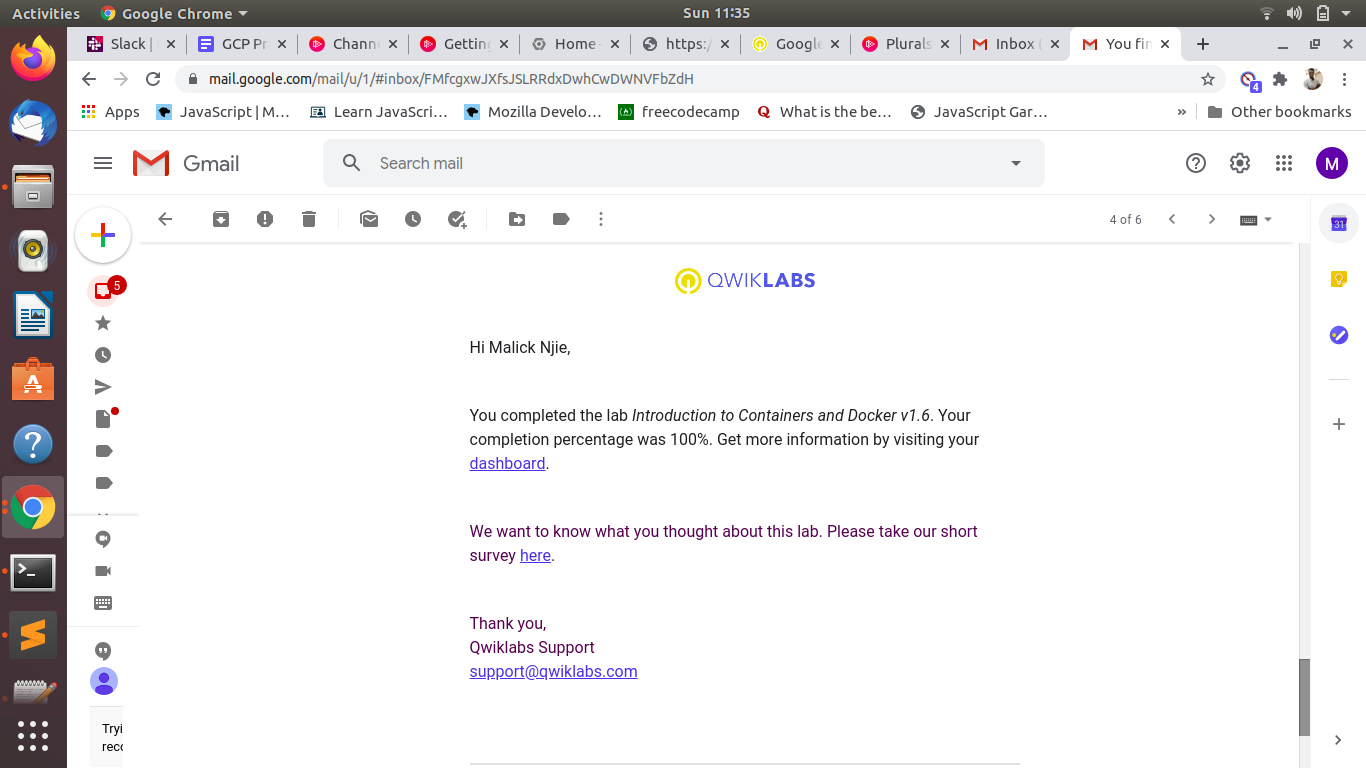 Activities
Google Chrome
Sun 11:35
Slack |
GCP Pr
Chann
Getting
Home
https:/
Google
Plurals
Inbox (
You fin
mail.google.com/mail/u/1/#inbox/FMfcgxwJXfsJSLRRdxDwhCwDWNVFbZdH
4
Apps
JavaScript | M…
Learn JavaScri…
Mozilla Develo…
freecodecamp
What is the be…
JavaScript Gar…
»
Other bookmarks
Gmail
Search mail
M
4 of 6
31
5
QWIKLABS
Hi Malick Njie,
You completed the lab Introduction to Containers and Docker v1.6. Your
completion percentage was 100%. Get more information by visiting your
dashboard.
We want to know what you thought about this lab. Please take our short
survey here.
Thank you,
Qwiklabs Support
support@qwiklabs.com
Tryi
reco